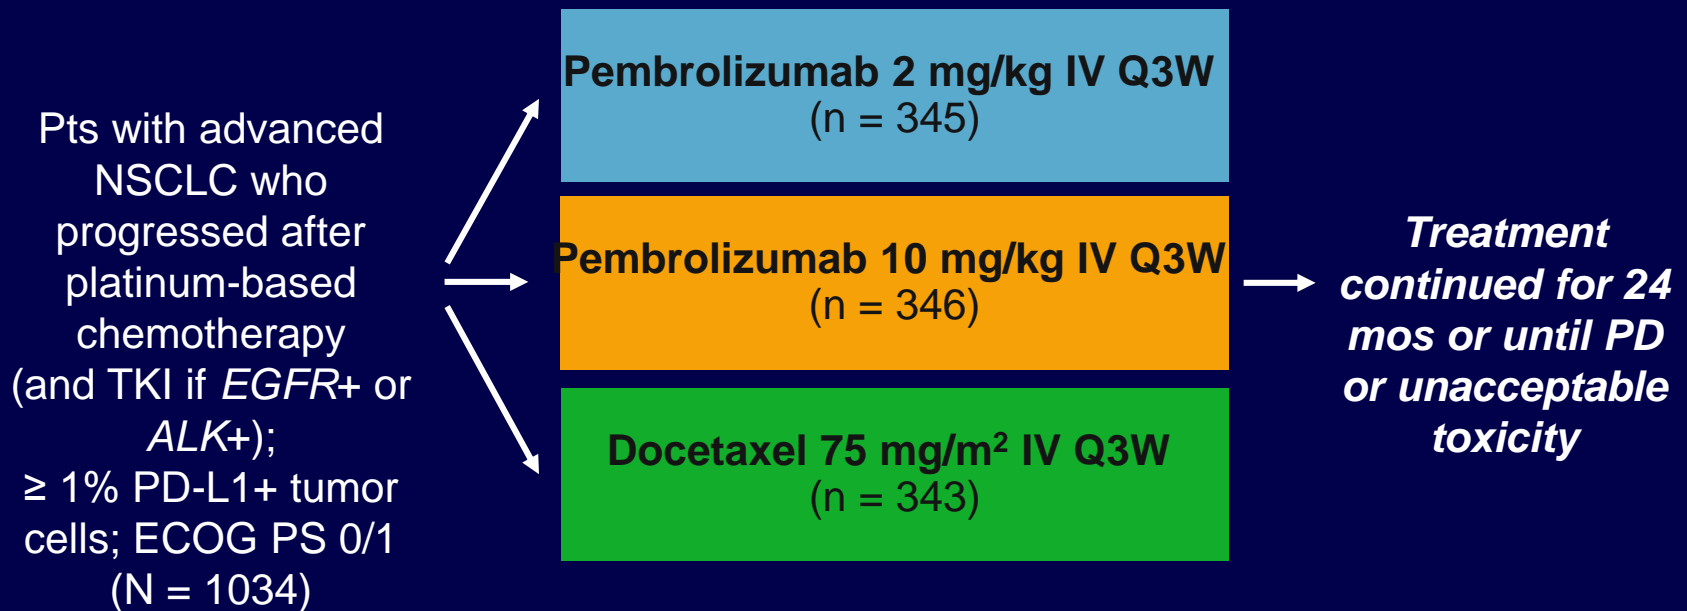 Pts with advanced
NSCLC who
progressed after
platinum-based
chemotherapy
(and TKI if EGFR+ or
ALK+);
≥ 1% PD-L1+ tumor
cells; ECOG PS 0/1
(N = 1034)
Pembrolizumab 2 mg/kg IV Q3W
(n = 345)
Pembrolizumab 10 mg/kg IV Q3W
(n = 346)
Docetaxel 75 mg/m² IV Q3W
(n = 343)
Treatment
continued for 24
mos or until PD
or unacceptable
toxicity